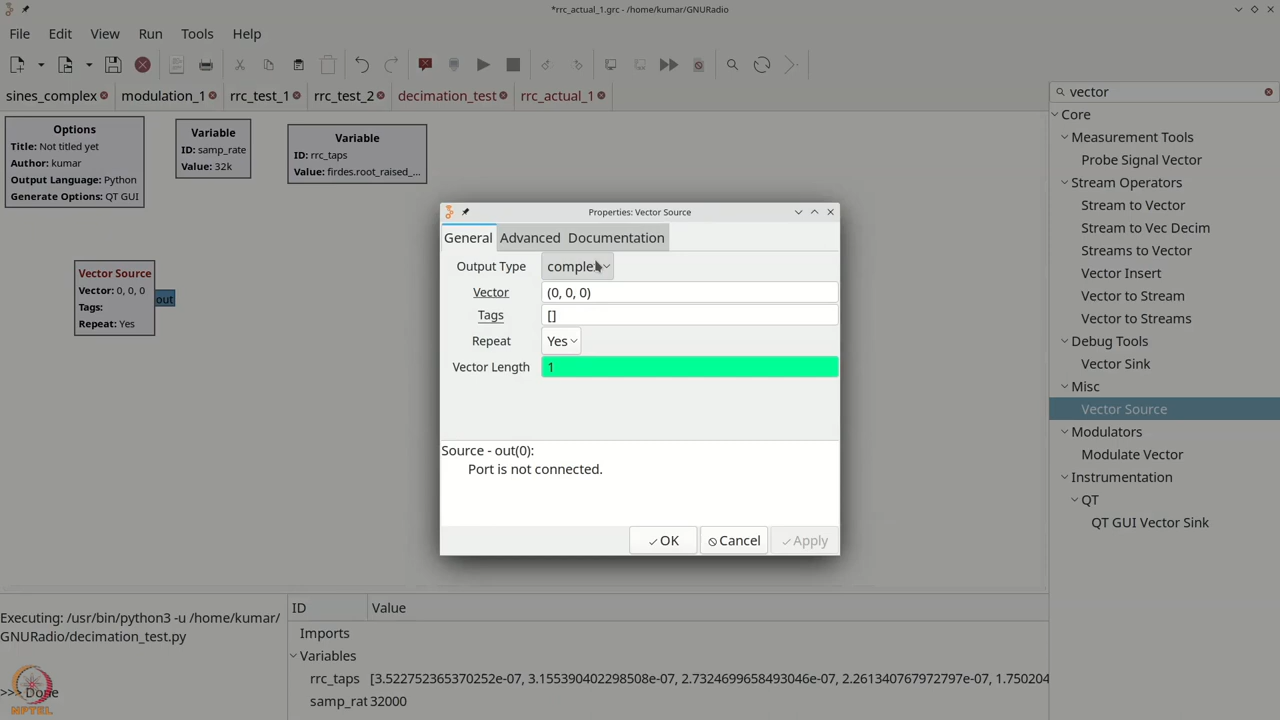 *rrc_actual_1.grc - /home/kumar/GNURadio
File Edit View Run Tools Help
sines_complex modulation_1 rrc_test_1 rrc_test_2 decimation_test rrc_actual_1
vector
Options
Title: Not titled yet
Author: kumar
Output Language: Python
Generate Options: QT GUI
Variable
ID: samp_rate
Value: 32k
Variable
ID: rrc_taps
Value: firdes.root_raised_...
Vector Source
Vector: 0, 0, 0
Tags:
Repeat: Yes
out
Properties: Vector Source
General Advanced Documentation
Output Type complex
Vector (0, 0, 0)
Tags []
Repeat Yes
Vector Length 1
Source - out(0):
Port is not connected.
OK Cancel Apply
Core
Measurement Tools
Probe Signal Vector
Stream Operators
Stream to Vector
Stream to Vec Decim
Streams to Vector
Vector Insert
Vector to Stream
Vector to Streams
Debug Tools
Vector Sink
Misc
Vector Source
Modulators
Modulate Vector
Instrumentation
QT
QT GUI Vector Sink
Executing: /usr/bin/python3 -u /home/kumar/
GNURadio/decimation_test.py
>>> Done
NPTEL
ID Value
Imports
Variables
rrc_taps [3.522752365370252e-07, 3.155390402298508e-07, 2.7324699658493046e-07, 2.261340767972797e-07, 1.750204
samp_rat 32000